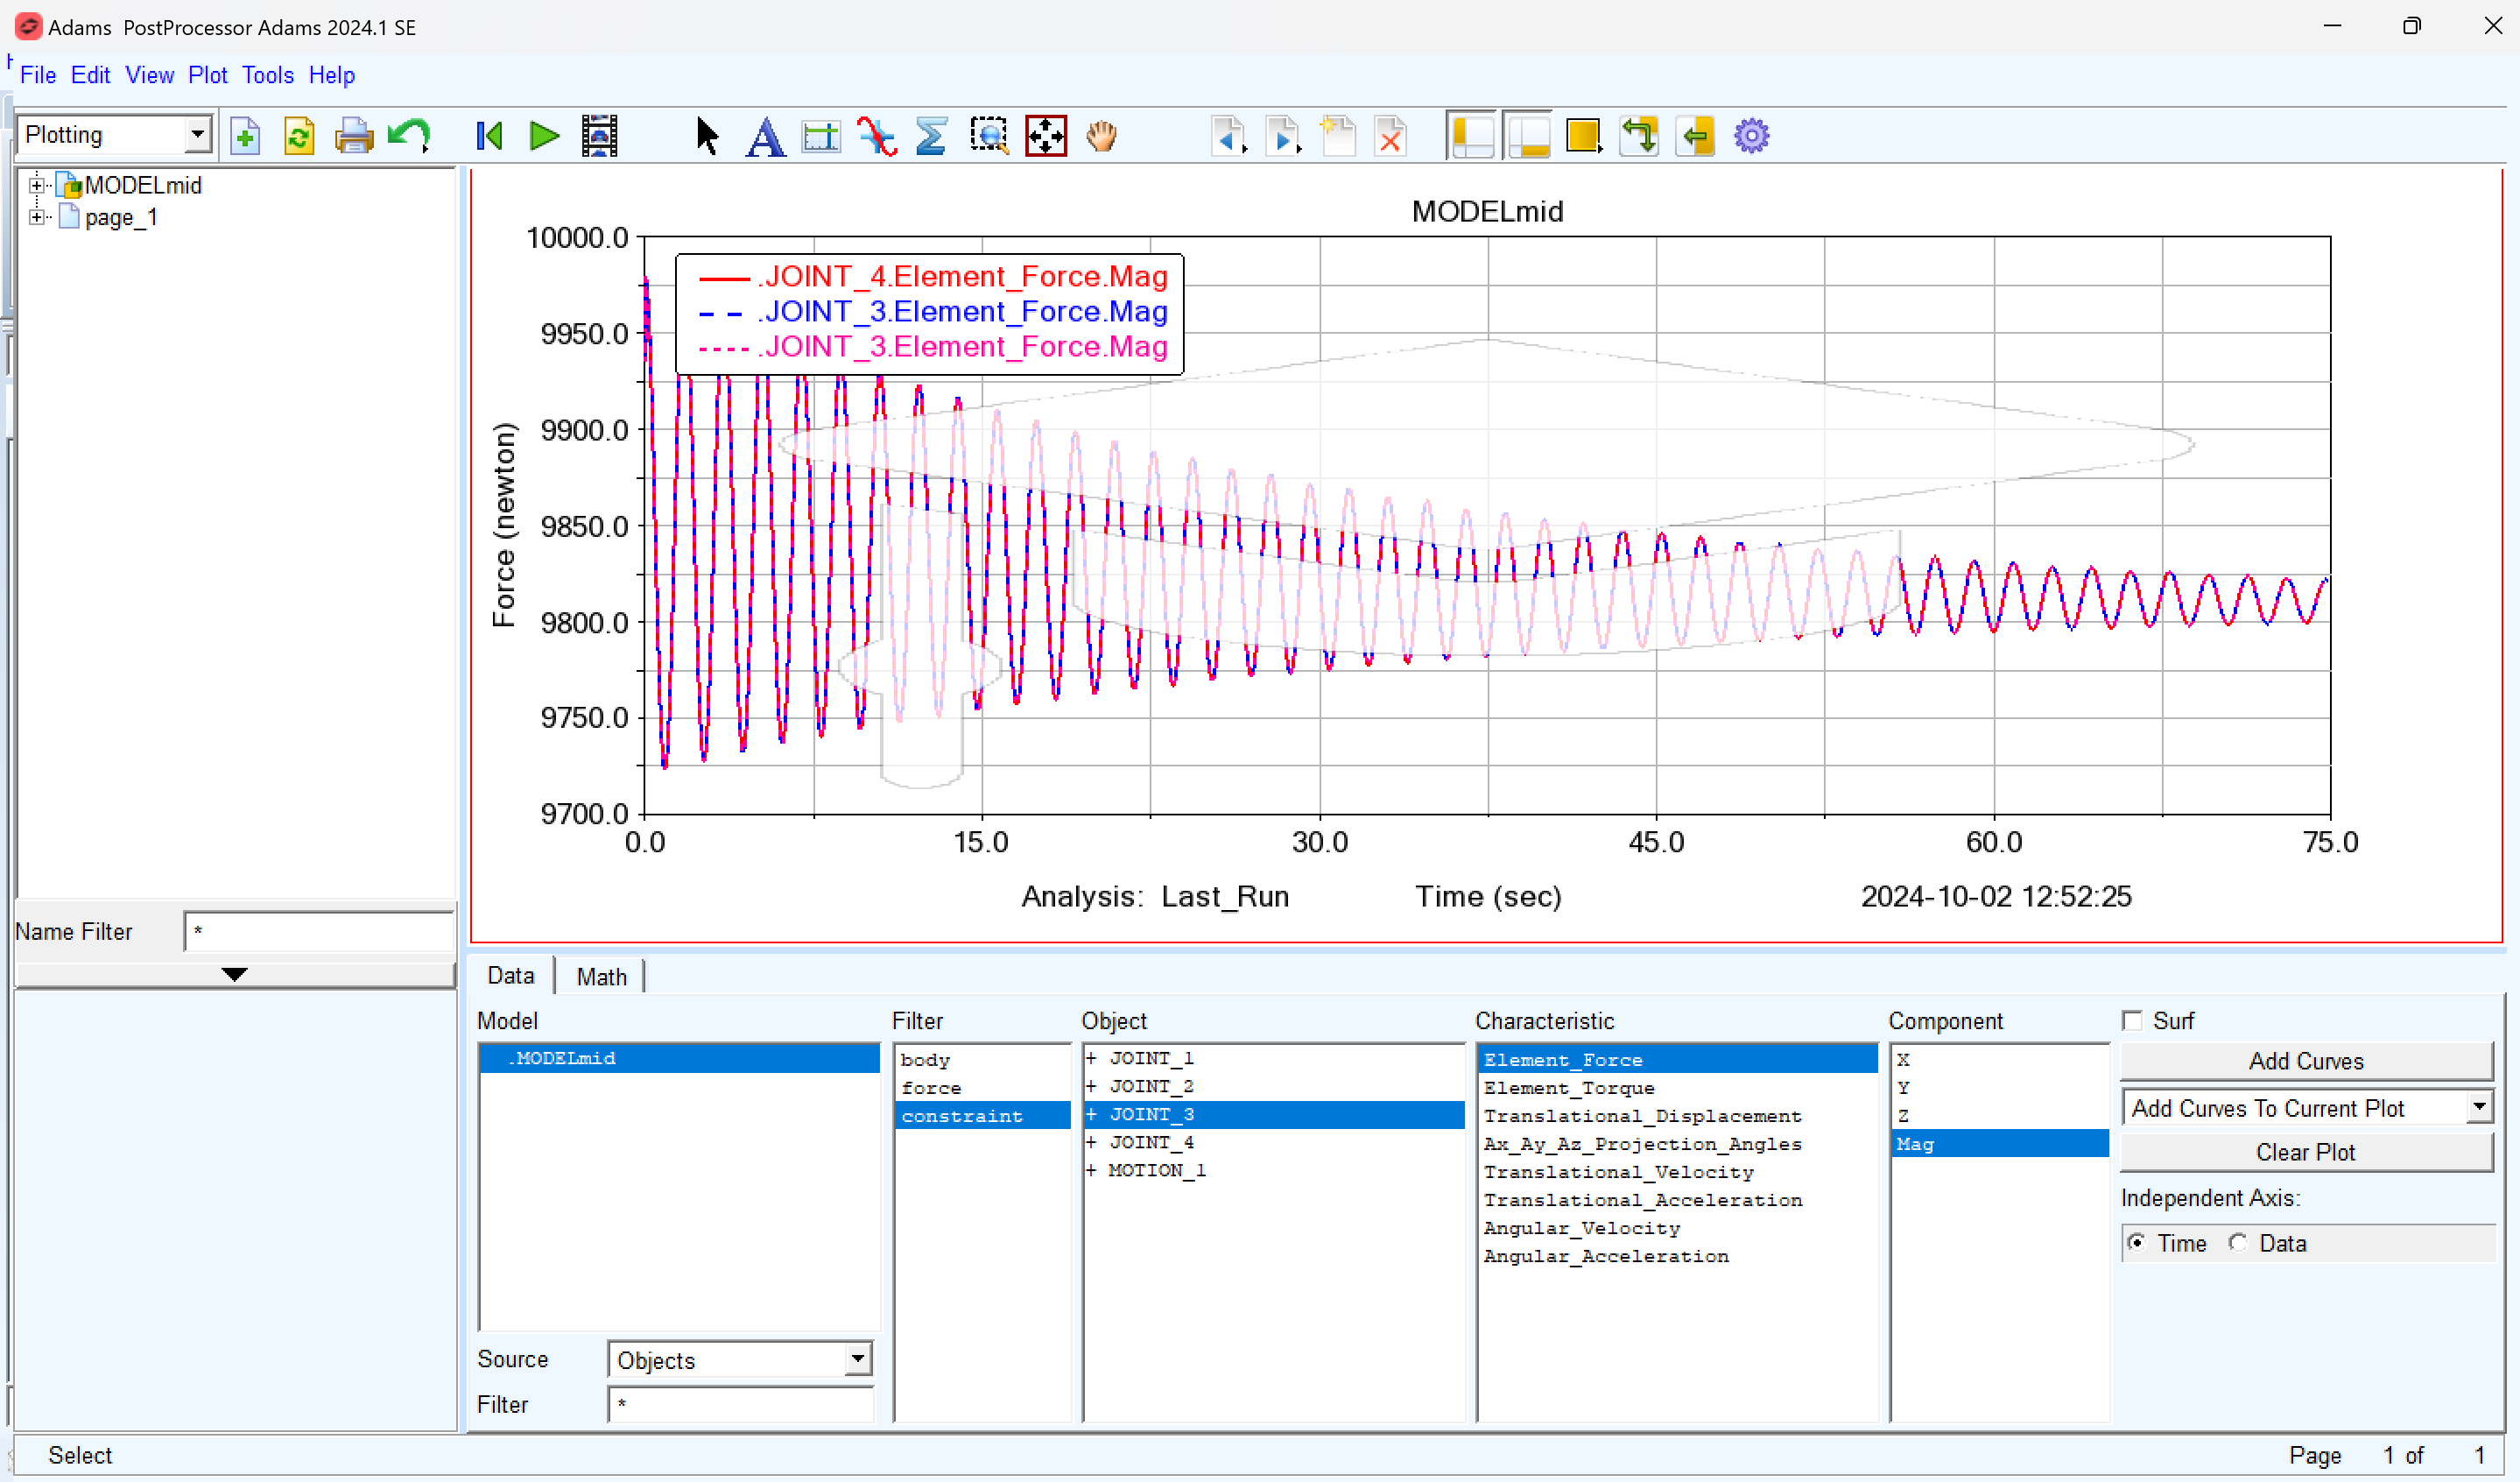 Adams PostProcessor Adams 2024.1 SE
File Edit View Plot Tools Help
Plotting
MODELmid
page_1
Name Filter *
MODELmid
10000.0
9950.0
9900.0
9850.0
9800.0
9750.0
9700.0
Force (newton)
.JOINT_4.Element_Force.Mag
.JOINT_3.Element_Force.Mag
.JOINT_3.Element_Force.Mag
0.0 15.0 30.0 45.0 60.0 75.0
Analysis: Last_Run Time (sec) 2024-10-02 12:52:25
Data Math
Model
.MODELmid
Source Objects
Filter *
Filter
body
force
constraint
Object
+ JOINT_1
+ JOINT_2
+ JOINT_3
+ JOINT_4
+ MOTION_1
Characteristic
Element_Force
Element_Torque
Translational_Displacement
Ax_Ay_Az_Projection_Angles
Translational_Velocity
Translational_Acceleration
Angular_Velocity
Angular_Acceleration
Component
X
Y
Z
Mag
Surf
Add Curves
Add Curves To Current Plot
Clear Plot
Independent Axis:
Time Data
Select Page 1 of 1